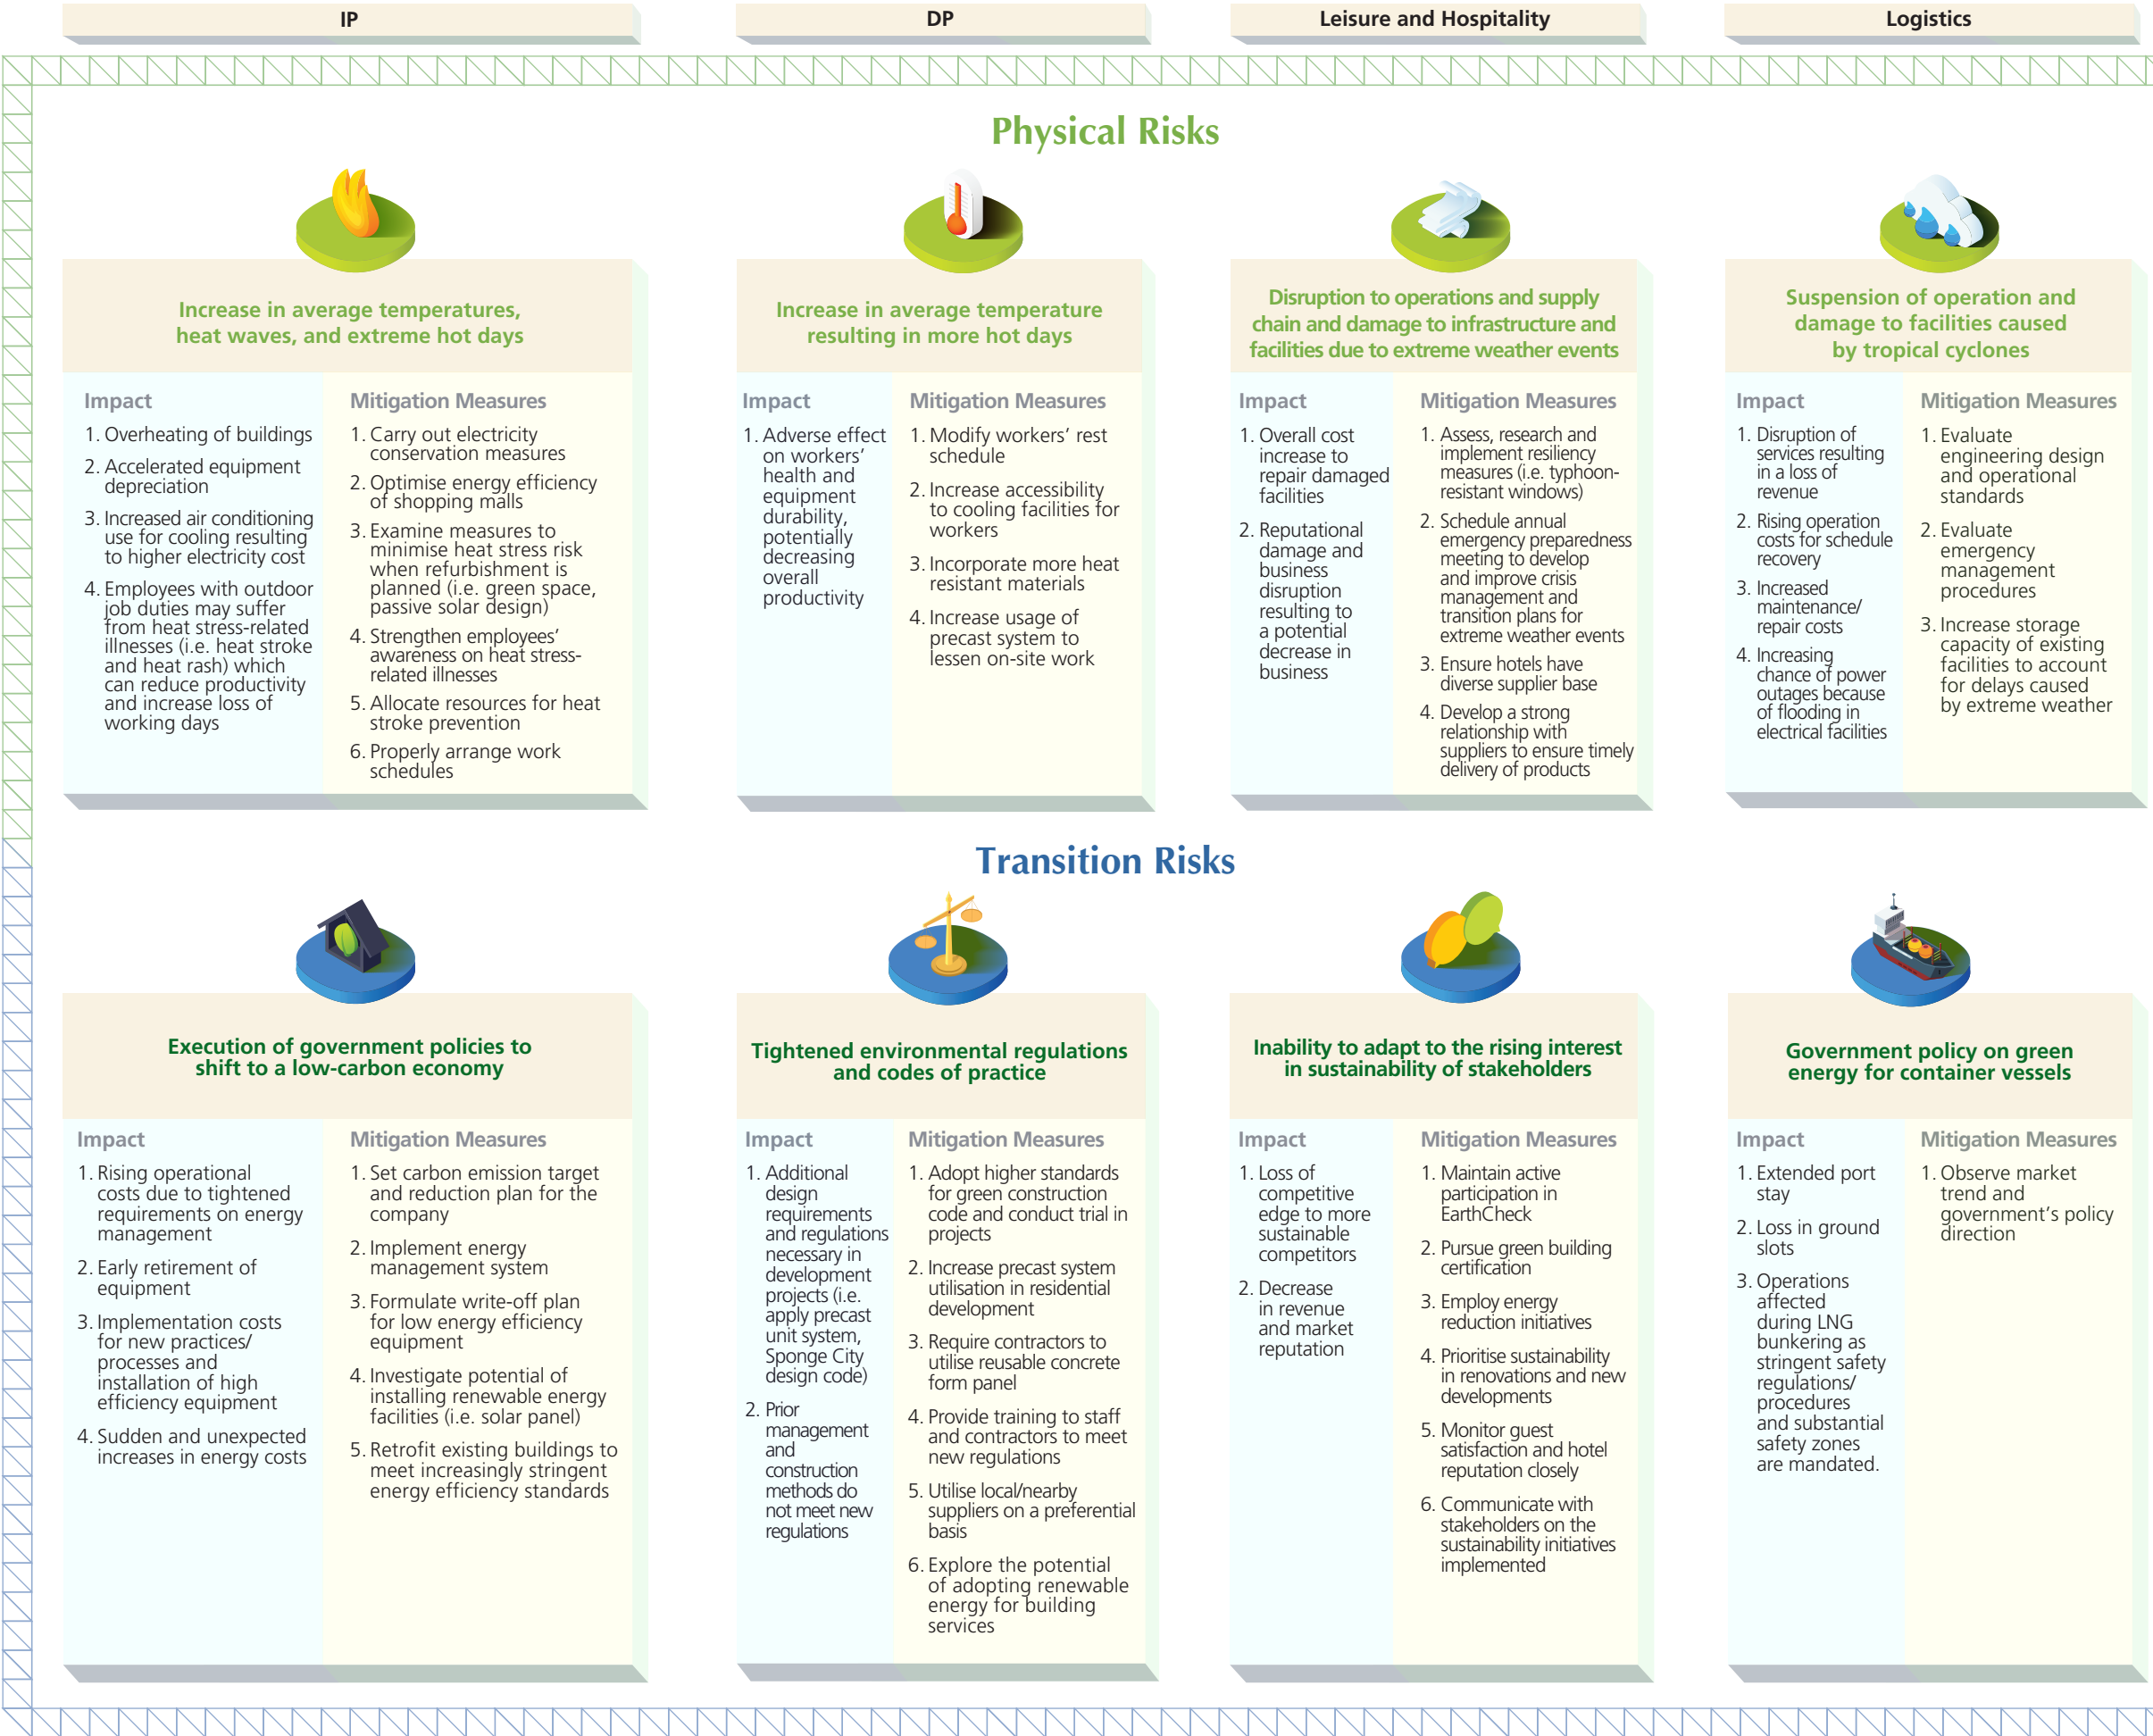 IP
DP
Leisure and Hospitality
Logistics
Physical Risks
Increase in average temperatures,
heat waves, and extreme hot days
Impact
1. Overheating of buildings
2. Accelerated equipment
depreciation
3. Increased air conditioning
use for cooling resulting
to higher electricity cost
4. Employees with outdoor
job duties may suffer
from heat stress-related
illnesses (i.e. heat stroke
and heat rash) which
can reduce productivity
and increase loss of
working days
Mitigation Measures
1. Carry out electricity
conservation measures
2. Optimise energy efficiency
of shopping malls
3. Examine measures to
minimise heat stress risk
when refurbishment is
planned (i.e. green space,
passive solar design)
4. Strengthen employees’
awareness on heat stress-
related illnesses
5. Allocate resources for heat
stroke prevention
6. Properly arrange work
schedules
Increase in average temperature
resulting in more hot days
Impact
1. Adverse effect
on workers’
health and
equipment
durability,
potentially
decreasing
overall
productivity
Mitigation Measures
1. Modify workers’ rest
schedule
2. Increase accessibility
to cooling facilities for
workers
3. Incorporate more heat
resistant materials
4. Increase usage of
precast system to
lessen on-site work
Disruption to operations and supply
chain and damage to infrastructure and
facilities due to extreme weather events
Impact
1. Overall cost
increase to
repair damaged
facilities
2. Reputational
damage and
business
disruption
resulting to
a potential
decrease in
business
Mitigation Measures
1. Assess, research and
implement resiliency
measures (i.e. typhoon-
resistant windows)
2. Schedule annual
emergency preparedness
meeting to develop
and improve crisis
management and
transition plans for
extreme weather events
3. Ensure hotels have
diverse supplier base
4. Develop a strong
relationship with
suppliers to ensure timely
delivery of products
Suspension of operation and
damage to facilities caused
by tropical cyclones
Impact
1. Disruption of
services resulting
in a loss of
revenue
2. Rising operation
costs for schedule
recovery
3. Increased
maintenance/
repair costs
4. Increasing
chance of power
outages because
of flooding in
electrical facilities
Mitigation Measures
1. Evaluate
engineering design
and operational
standards
2. Evaluate
emergency
management
procedures
3. Increase storage
capacity of existing
facilities to account
for delays caused
by extreme weather
Transition Risks
Execution of government policies to
shift to a low-carbon economy
Impact
1. Rising operational
costs due to tightened
requirements on energy
management
2. Early retirement of
equipment
3. Implementation costs
for new practices/
processes and
installation of high
efficiency equipment
4. Sudden and unexpected
increases in energy costs
Mitigation Measures
1. Set carbon emission target
and reduction plan for the
company
2. Implement energy
management system
3. Formulate write-off plan
for low energy efficiency
equipment
4. Investigate potential of
installing renewable energy
facilities (i.e. solar panel)
5. Retrofit existing buildings to
meet increasingly stringent
energy efficiency standards
Tightened environmental regulations
and codes of practice
Impact
1. Additional
design
requirements
and regulations
necessary in
development
projects (i.e.
apply precast
unit system,
Sponge City
design code)
2. Prior
management
and
construction
methods do
not meet new
regulations
Mitigation Measures
1. Adopt higher standards
for green construction
code and conduct trial in
projects
2. Increase precast system
utilisation in residential
development
3. Require contractors to
utilise reusable concrete
form panel
4. Provide training to staff
and contractors to meet
new regulations
5. Utilise local/nearby
suppliers on a preferential
basis
6. Explore the potential
of adopting renewable
energy for building
services
Inability to adapt to the rising interest
in sustainability of stakeholders
Impact
1. Loss of
competitive
edge to more
sustainable
competitors
2. Decrease
in revenue
and market
reputation
Mitigation Measures
1. Maintain active
participation in
EarthCheck
2. Pursue green building
certification
3. Employ energy
reduction initiatives
4. Prioritise sustainability
in renovations and new
developments
5. Monitor guest
satisfaction and hotel
reputation closely
6. Communicate with
stakeholders on the
sustainability initiatives
implemented
Government policy on green
energy for container vessels
Impact
1. Extended port
stay
2. Loss in ground
slots
3. Operations
affected
during LNG
bunkering as
stringent safety
regulations/
procedures
and substantial
safety zones
are mandated.
Mitigation Measures
1. Observe market
trend and
government’s policy
direction